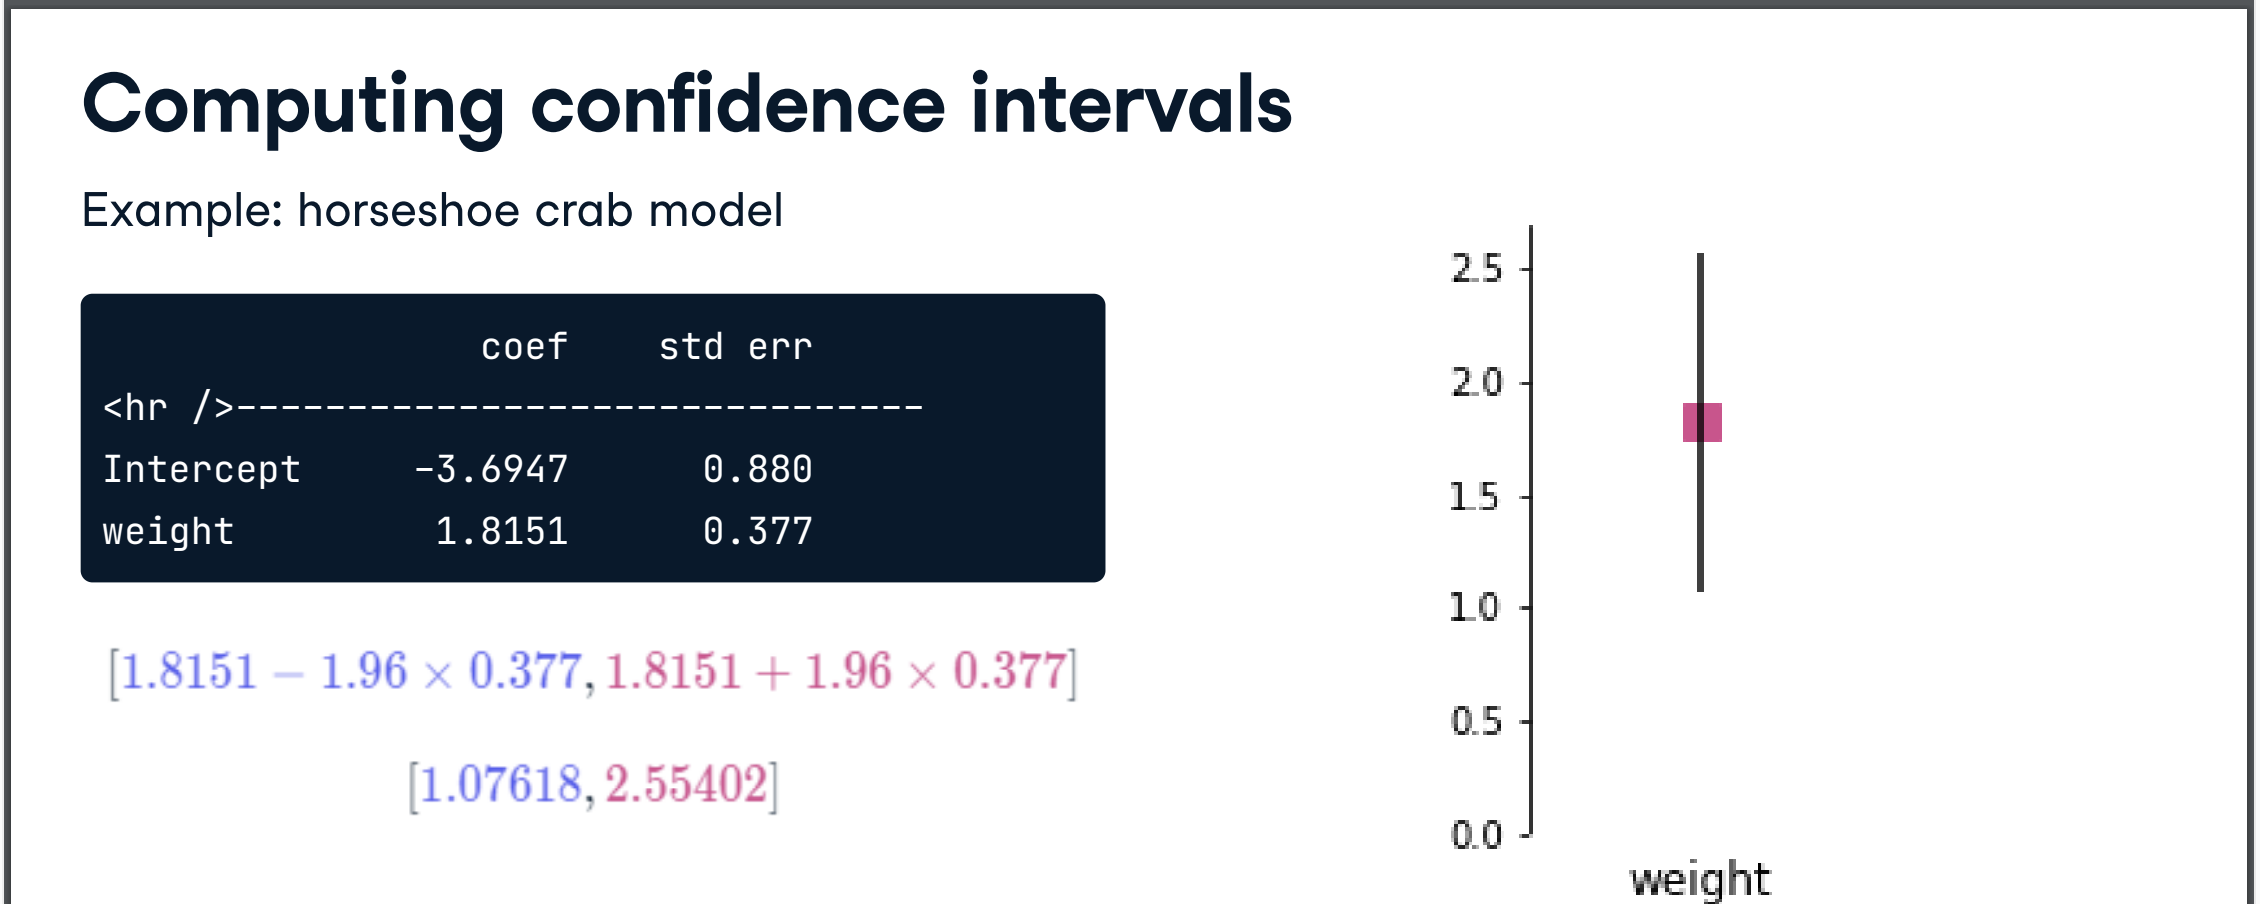 Computing confidence intervals
Example: horseshoe crab model
coef std err
<hr />--------------------------------
Intercept -3.6947 0.880
weight 1.8151 0.377
[1.8151 − 1.96 × 0.377, 1.8151 + 1.96 × 0.377]
[1.07618, 2.55402]
2.5
2.0
1.5
1.0
0.5
0.0
weight